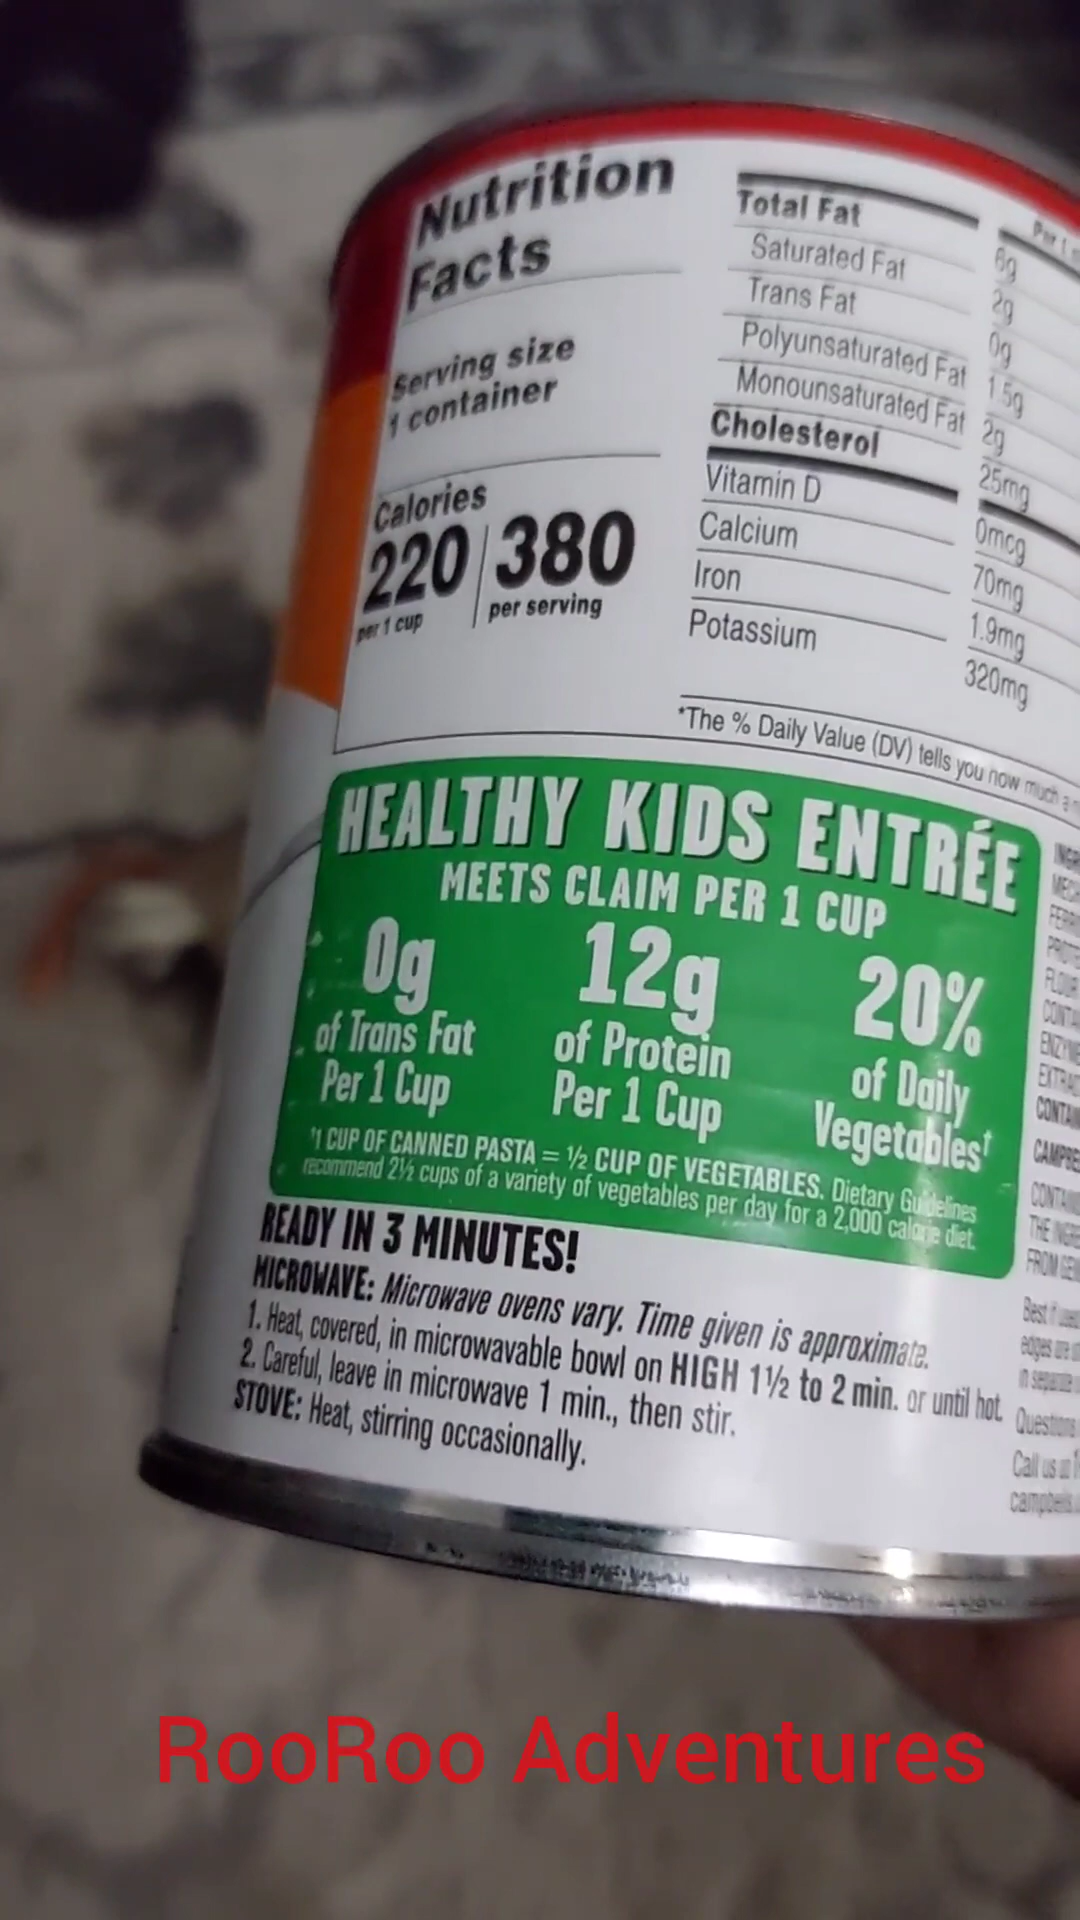 Nutrition
Facts
Serving size
1 container
Calories
220 380
per 1 cup per serving
Total Fat 6g
Saturated Fat 2g
Trans Fat 0g
Polyunsaturated Fat 1.5g
Monounsaturated Fat 2g
Cholesterol 25mg
Vitamin D 0mcg
Calcium 70mg
Iron 1.9mg
Potassium 320mg
*The % Daily Value (DV) tells you how much a
HEALTHY KIDS ENTRÉE
MEETS CLAIM PER 1 CUP
0g
of Trans Fat
Per 1 Cup
12g
of Protein
Per 1 Cup
20%
of Daily
Vegetables†
†1 CUP OF CANNED PASTA = ½ CUP OF VEGETABLES. Dietary Guidelines
recommend 2½ cups of a variety of vegetables per day for a 2,000 calorie diet.
READY IN 3 MINUTES!
MICROWAVE: Microwave ovens vary. Time given is approximate.
1. Heat, covered, in microwavable bowl on HIGH 1½ to 2 min. or until hot.
2. Careful, leave in microwave 1 min., then stir.
STOVE: Heat, stirring occasionally.
Best if used
Questions
Call us at
RooRoo Adventures